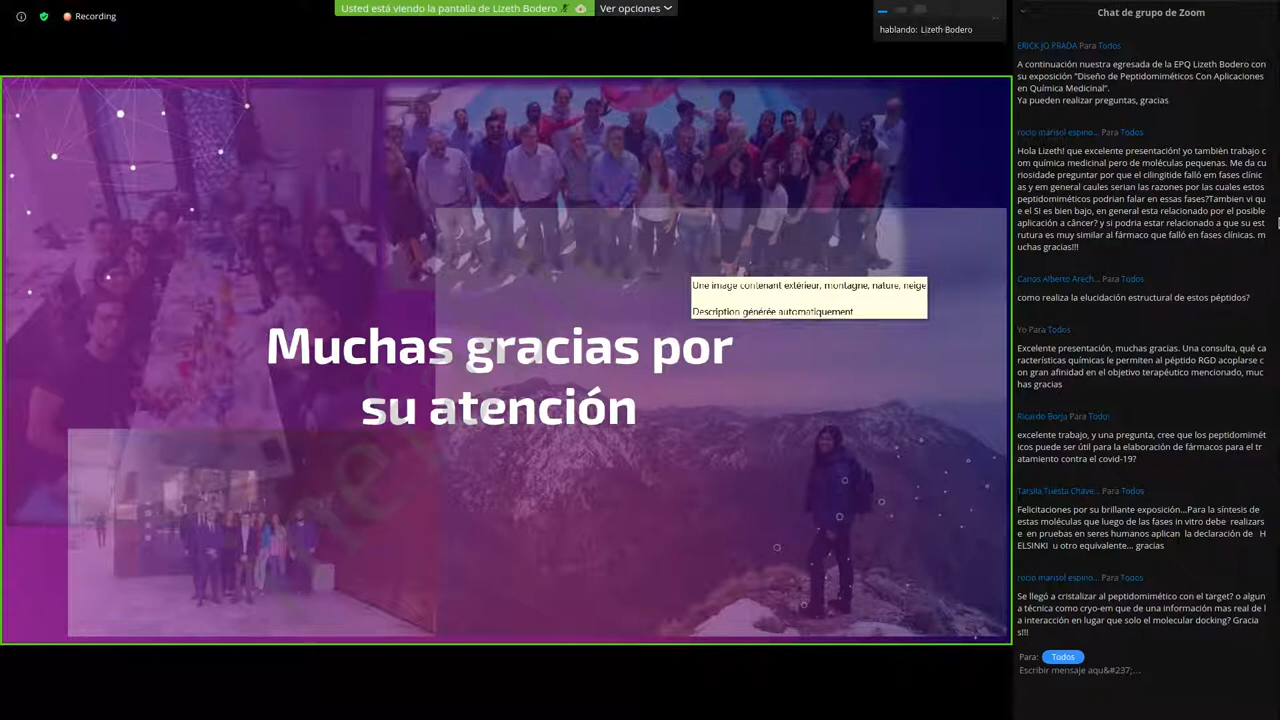 Recording
Usted está viendo la pantalla de Lizeth Bodero
Ver opciones
hablando: Lizeth Bodero
Muchas gracias por
su atención
Une image contenant extérieur, montagne, nature, neige
Description générée automatiquement
Chat de grupo de Zoom
ERICK JO PRADA Para Todos
A continuación nuestra egresada de la EPQ Lizeth Bodero con
su exposición "Diseño de Peptidomiméticos Con Aplicaciones
en Química Medicinal".
Ya pueden realizar preguntas, gracias
rocio marisol espino... Para Todos
Hola Lizeth! que excelente presentación! yo también trabajo c
om química medicinal pero de moléculas pequenas. Me da cu
riosidade preguntar por que el cilingitide falló em fases clínic
as y em general caules serian las razones por las cuales estos
peptidomiméticos podrian falar en essas fases?Tambien vi qu
e el SI es bien bajo, en general esta relacionado por el posible
aplicación a câncer? y si podria estar relacionado a que su est
rutura es muy similar al fármaco que falló en fases clínicas. m
uchas gracias!!!
Carlos Alberto Arech... Para Todos
como realiza la elucidación estructural de estos péptidos?
Yo Para Todos
Excelente presentación, muchas gracias. Una consulta, qué ca
racterísticas químicas le permiten al péptido RGD acoplarse c
on gran afinidad en el objetivo terapéutico mencionado, muc
has gracias
Ricardo Borja Para Todos
excelente trabajo, y una pregunta, cree que los peptidomimét
icos puede ser útil para la elaboración de fármacos para el tr
atamiento contra el covid-19?
Tarsila Tuesta Chave... Para Todos
Felicitaciones por su brillante exposición...Para la síntesis de
estas moléculas que luego de las fases in vitro debe realizars
e en pruebas en seres humanos aplican la declaración de H
ELSINKI u otro equivalente... gracias
rocio marisol espino... Para Todos
Se llegó a cristalizar al peptidomimético con el target? o algun
a técnica como cryo-em que de una información mas real de l
a interacción en lugar que solo el molecular docking? Gracia
s!!!
Para: Todos
Escribir mensaje aqu&#237;...